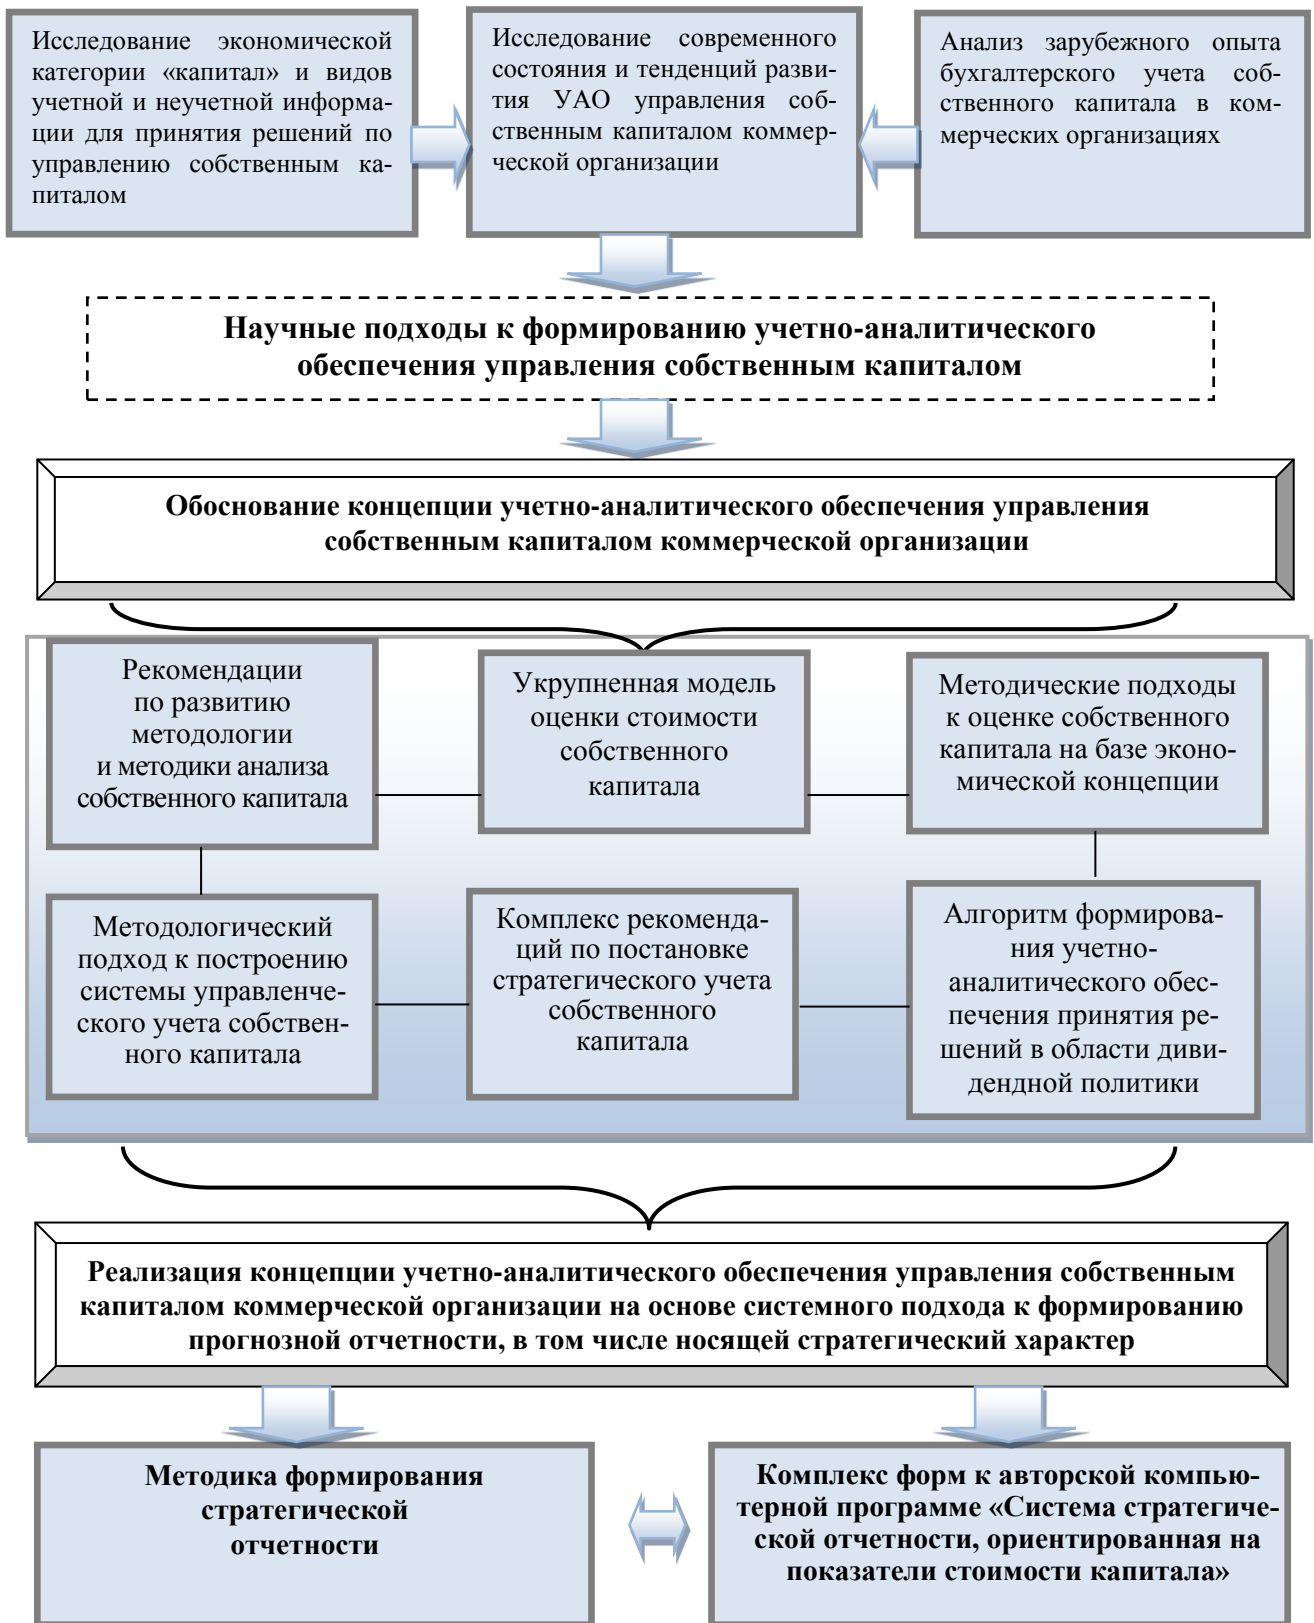 Исследование экономической
категории «капитал» и видов
учетной и неучетной информа-
ции для принятия решений по
управлению собственным ка-
питалом
Исследование современного
состояния и тенденций разви-
тия УАО управления соб-
ственным капиталом коммер-
ческой организации
Анализ зарубежного опыта
бухгалтерского учета соб-
ственного капитала в ком-
мерческих организациях
Научные подходы к формированию учетно-аналитического
обеспечения управления собственным капиталом
Обоснование концепции учетно-аналитического обеспечения управления
собственным капиталом коммерческой организации
Рекомендации
по развитию
методологии
и методики анализа
собственного капитала
Укрупненная модель
оценки стоимости
собственного
капитала
Методические подходы
к оценке собственного
капитала на базе эконо-
мической концепции
Методологический
подход к построению
системы управленче-
ского учета собствен-
ного капитала
Комплекс рекоменда-
ций по постановке
стратегического учета
собственного
капитала
Алгоритм формирова-
ния учетно-
аналитического обес-
печения принятия ре-
шений в области диви-
дендной политики
Реализация концепции учетно-аналитического обеспечения управления собственным
капиталом коммерческой организации на основе системного подхода к формированию
прогнозной отчетности, в том числе носящей стратегический характер
Методика формирования
стратегической
отчетности
Комплекс форм к авторской компью-
терной программе «Система стратегиче-
ской отчетности, ориентированная на
показатели стоимости капитала»